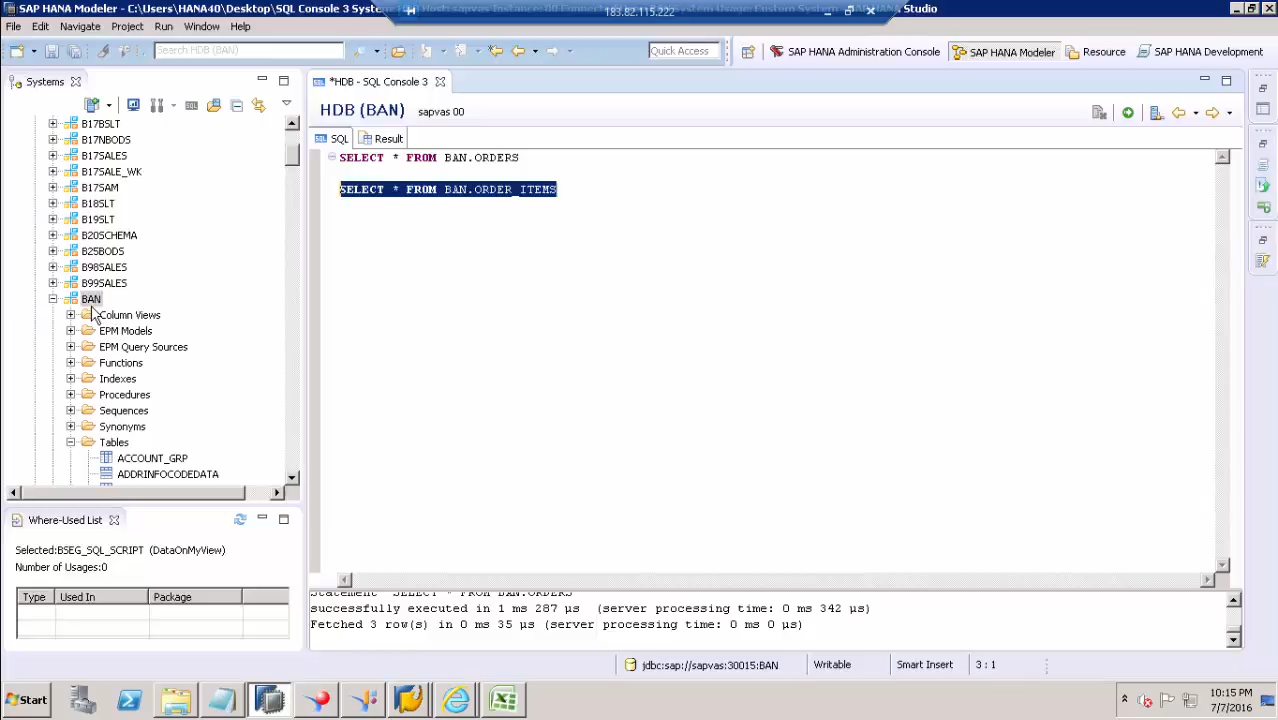 SAP HANA Modeler - C:\Users\HANA40\Desktop\SQL Console 3 Syste
183.82.115.222
Studio
File Edit Navigate Project Run Window Help
Search HDB (BAN)
Quick Access
SAP HANA Administration Console
SAP HANA Modeler
Resource
SAP HANA Development
Systems
*HDB - SQL Console 3
HDB (BAN) sapvas 00
SQL Result
SELECT * FROM BAN.ORDERS
SELECT * FROM BAN.ORDER_ITEMS
B17BSLT
B17NBODS
B17SALES
B17SALE_WK
B17SAM
B18SLT
B19SLT
B20SCHEMA
B25BODS
B98SALES
B99SALES
BAN
Column Views
EPM Models
EPM Query Sources
Functions
Indexes
Procedures
Sequences
Synonyms
Tables
ACCOUNT_GRP
ADDRINFOCODEDATA
Where-Used List
Selected:BSEG_SQL_SCRIPT (DataOnMyView)
Number of Usages:0
Type Used In Package
Statement 'SELECT * FROM BAN.ORDERS'
successfully executed in 1 ms 287 µs (server processing time: 0 ms 342 µs)
Fetched 3 row(s) in 0 ms 35 µs (server processing time: 0 ms 0 µs)
jdbc:sap://sapvas:30015:BAN
Writable
Smart Insert
3 : 1
Start
10:15 PM
7/7/2016